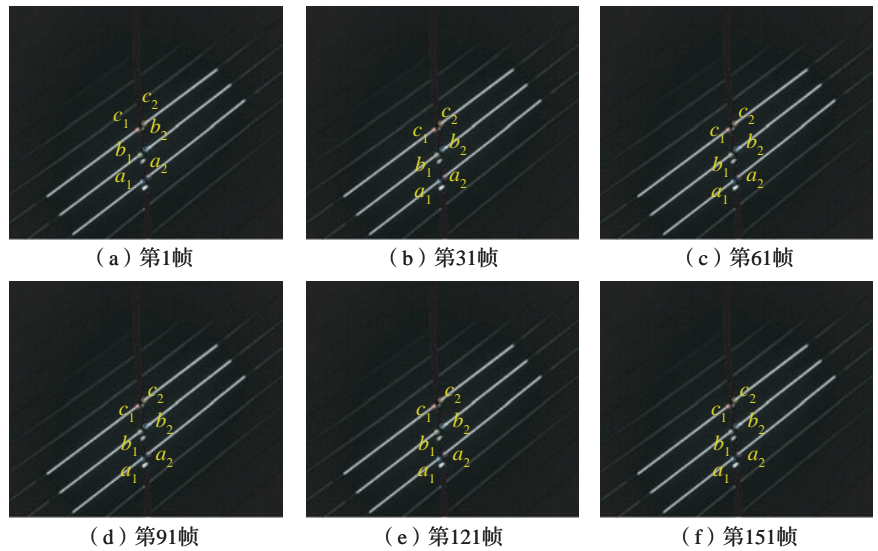 c2
c1 b2
b1 a2
a1
c2
c1
b2
b1
a2
a1
c2
c1
b2
b1
a2
a1
（a）第1帧 （b）第31帧 （c）第61帧
c2
c1
b2
b1
a2
a1
c2
c1
b2
b1
a2
a1
c2
c1
b2
b1
a2
a1
（d）第91帧 （e）第121帧 （f）第151帧